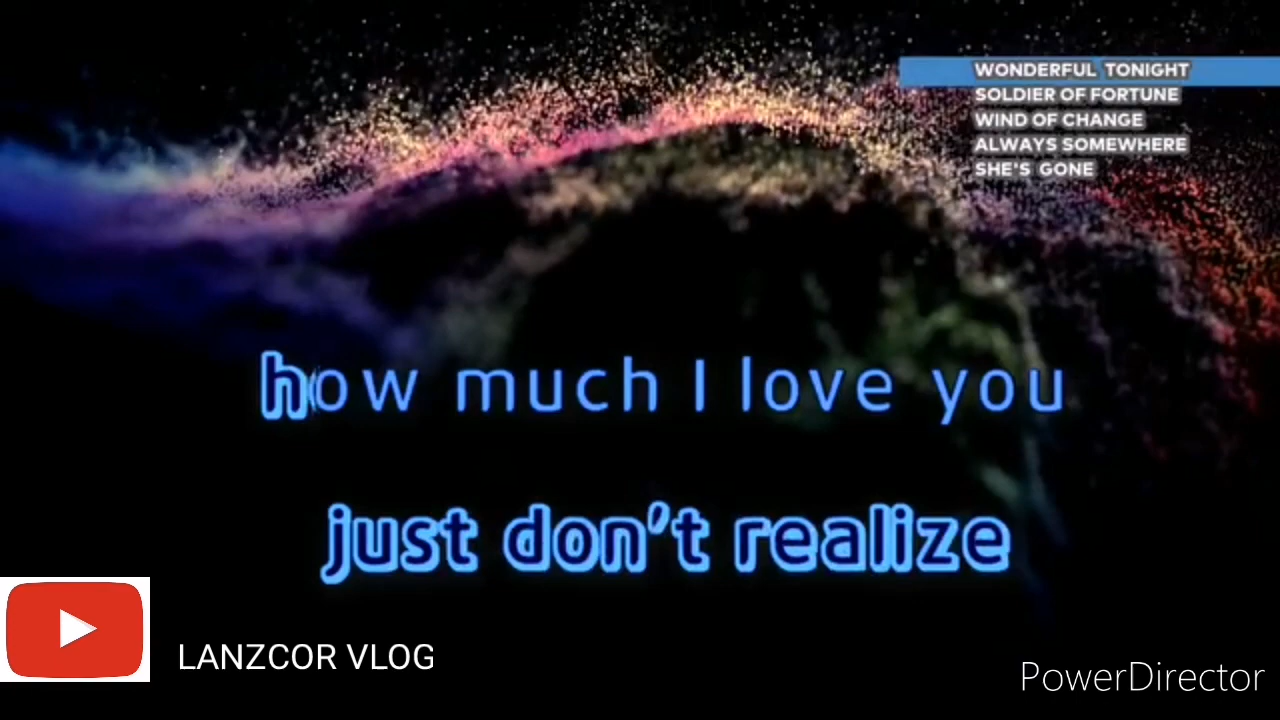 WONDERFUL TONIGHT
SOLDIER OF FORTUNE
WIND OF CHANGE
ALWAYS SOMEWHERE
SHE'S GONE
how much I love you
just don't realize
LANZCOR VLOG
PowerDirector